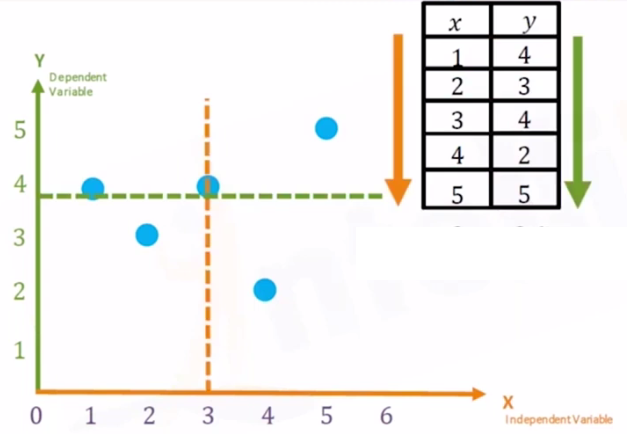 x y
1 4
2 3
3 4
4 2
5 5
Y
Dependent
Variable
5
4
3
2
1
0 1 2 3 4 5 6
X
Independent Variable